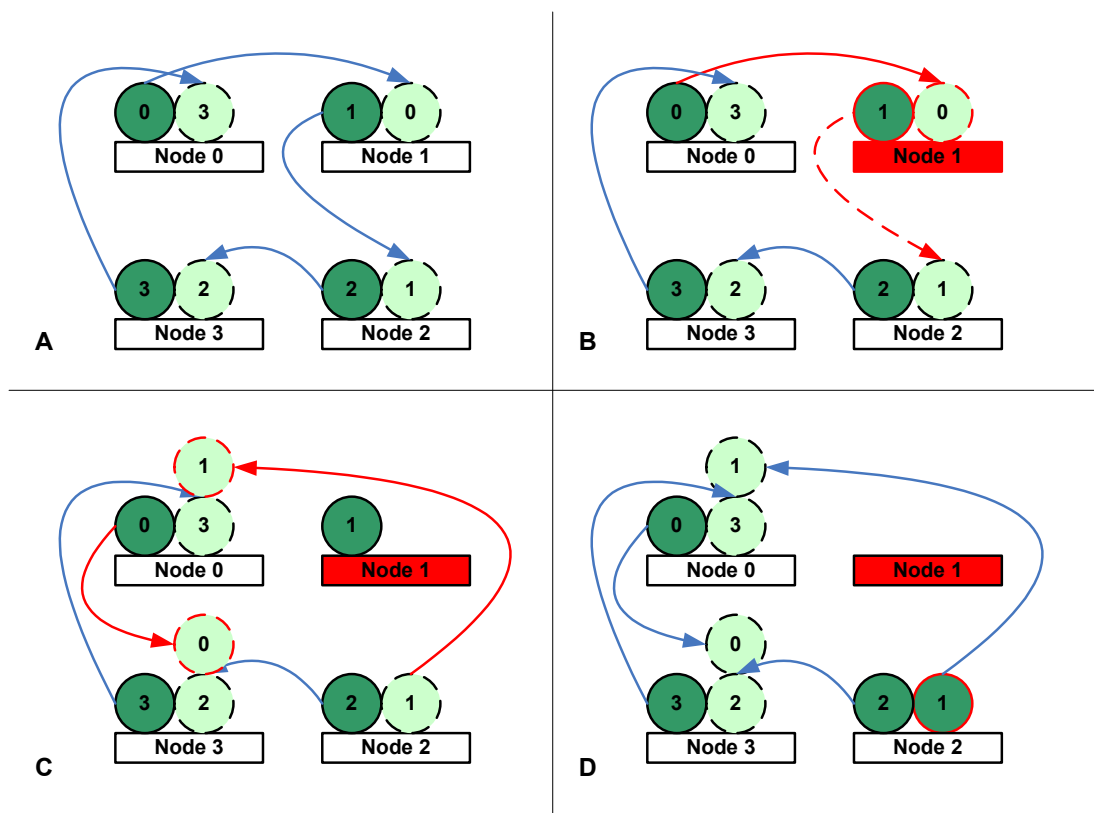 0 3 1 0
Node 0 Node 1
3 2 2 1
Node 3 Node 2
A
0 3 1 0
Node 0 Node 1
3 2 2 1
Node 3 Node 2
B
1
0 3 1
Node 0 Node 1
0
3 2 2 1
Node 3 Node 2
C
1
0 3
Node 0 Node 1
0
3 2 2 1
Node 3 Node 2
D